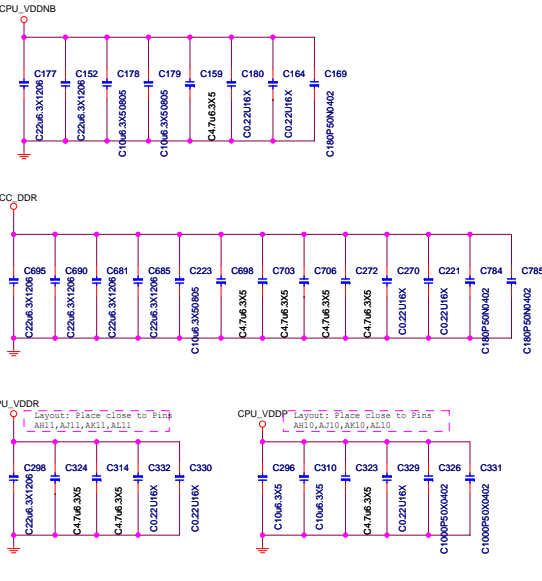 CPU_VDDNB
C177 C152 C178 C179 C159 C180 C164 C169
C22u6.3X1206 C22u6.3X1206 C10u6.3X50805 C10u6.3X50805 C4.7u6.3X5 C0.22U16X C0.22U16X C180P50N0402
CC_DDR
C695 C690 C681 C685 C223 C698 C703 C706 C272 C270 C221 C784 C785
C22u6.3X1206 C22u6.3X1206 C22u6.3X1206 C22u6.3X1206 C10u6.3X50805 C4.7u6.3X5 C4.7u6.3X5 C4.7u6.3X5 C4.7u6.3X5 C0.22U16X C0.22U16X C180P50N0402 C180P50N0402
PU_VDDR
Layout: Place close to Pins
AH11,AJ11,AK11,AL11
C298 C324 C314 C332 C330
C22u6.3X1206 C4.7u6.3X5 C4.7u6.3X5 C0.22U16X C0.22U16X
CPU_VDDP
Layout: Place close to Pins
AH10,AJ10,AK10,AL10
C296 C310 C323 C329 C326 C331
C10u6.3X5 C10u6.3X5 C4.7u6.3X5 C0.22U16X C1000P50X0402 C1000P50X0402